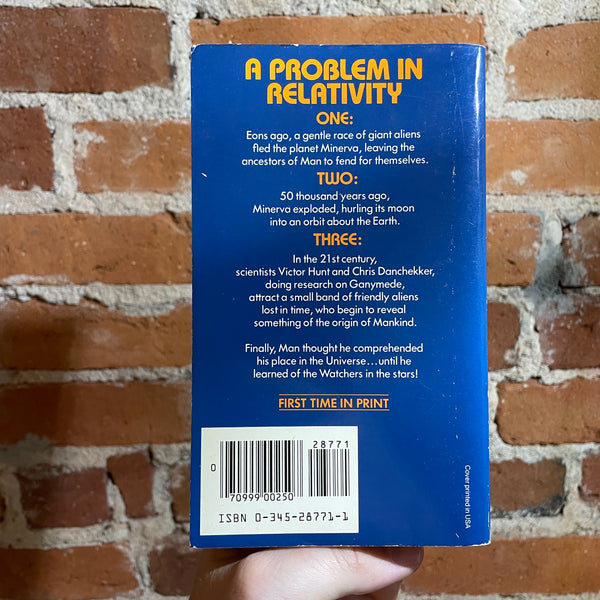 A PROBLEM IN
RELATIVITY
ONE:
Eons ago, a gentle race of giant aliens
fled the planet Minerva, leaving the
ancestors of Man to fend for themselves.
TWO:
50 thousand years ago,
Minerva exploded, hurling its moon
into an orbit about the Earth.
THREE:
In the 21st century,
scientists Victor Hunt and Chris Danchekker,
doing research on Ganymede,
attract a small band of friendly aliens
lost in time, who begin to reveal
something of the origin of Mankind.
Finally, Man thought he comprehended
his place in the Universe...until he
learned of the Watchers in the stars!
FIRST TIME IN PRINT
28771
0
70999 00250
ISBN 0-345-28771-1
Cover printed in USA